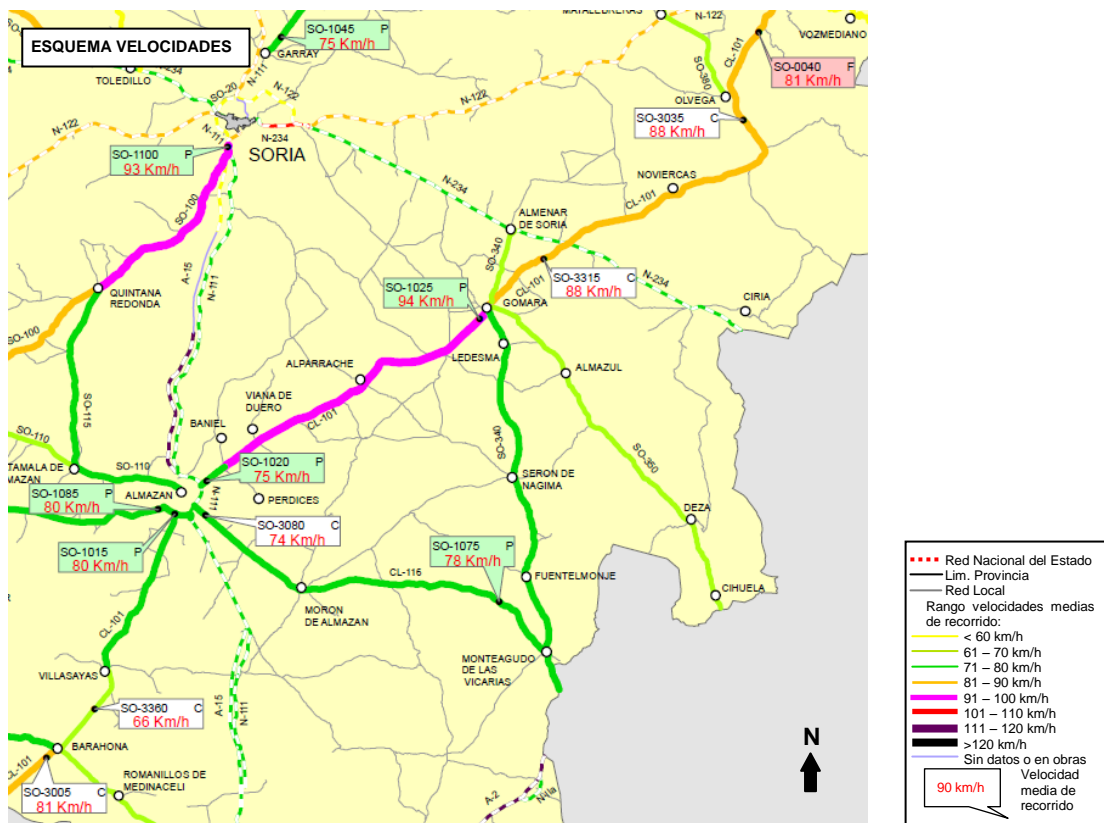 ESQUEMA VELOCIDADES
SO-1045 P
75 Km/h
GARRAY
MATALEBRERAS
N-122
VOZMEDIANO
CL-101
SO-380
SO-0040 P
81 Km/h
TOLEDILLO
N-234
SO-20
N-111
N-122
N-122
N-122
OLVEGA
SO-3035 C
88 Km/h
N-111
N-234
SORIA
SO-1100 P
93 Km/h
NOVIERCAS
CL-101
N-234
SO-100
ALMENAR
DE SORIA
SO-340
A-15
N-111
SO-3315 C
88 Km/h
N-234
CL-101
SO-1025 P
94 Km/h
GOMARA
CIRIA
QUINTANA
REDONDA
SO-100
LEDESMA
ALPARRACHE
ALMAZUL
VIANA DE
DUERO
CL-101
BANIEL
SO-115
SO-110
SO-340
SO-350
TAMALA DE
MAZAN
SO-110
SO-1020 P
75 Km/h
SERON DE
NAGIMA
ALMAZAN
N-111
PERDICES
SO-1085 P
80 Km/h
SO-3080 C
74 Km/h
DEZA
SO-1015 P
80 Km/h
SO-1075 P
78 Km/h
CL-116
FUENTELMONJE
CIHUELA
MORON
DE ALMAZAN
CL-101
MONTEAGUDO
DE LAS
VICARIAS
VILLASAYAS
A-15
N-111
SO-3360 C
66 Km/h
BARAHONA
CL-101
ROMANILLOS DE
MEDINACELI
SO-3005 C
81 Km/h
A-2
N-IIa
N
Red Nacional del Estado
Lim. Provincia
Red Local
Rango velocidades medias
de recorrido:
< 60 km/h
61 – 70 km/h
71 – 80 km/h
81 – 90 km/h
91 – 100 km/h
101 – 110 km/h
111 – 120 km/h
>120 km/h
Sin datos o en obras
90 km/h
Velocidad
media de
recorrido